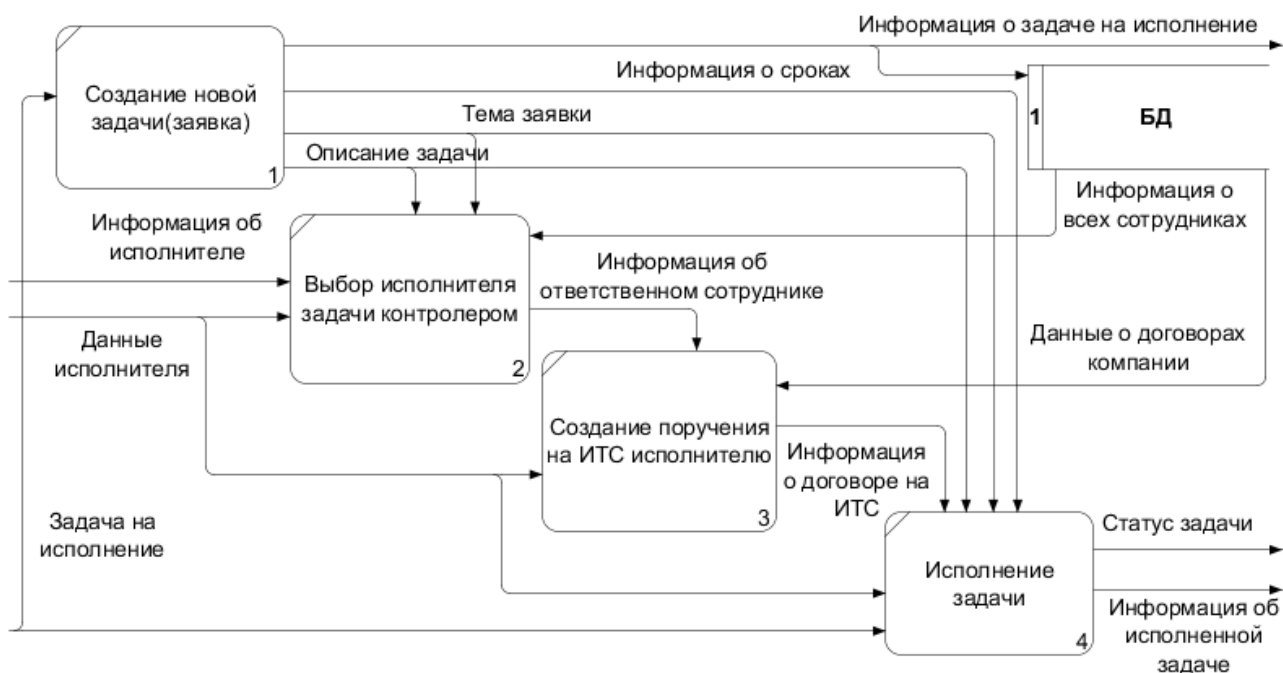 Информация о задаче на исполнение
Создание новой
задачи(заявка)
1
Информация о сроках
Тема заявки
Описание задачи
1
БД
Информация о
всех сотрудниках
Информация об
исполнителе
Выбор исполнителя
задачи контролером
2
Информация об
ответственном сотруднике
Данные
исполнителя
Данные о договорах
компании
Создание поручения
на ИТС исполнителю
3
Информация
о договоре на
ИТС
Задача на
исполнение
Исполнение
задачи
4
Статус задачи
Информация об
исполненной
задаче